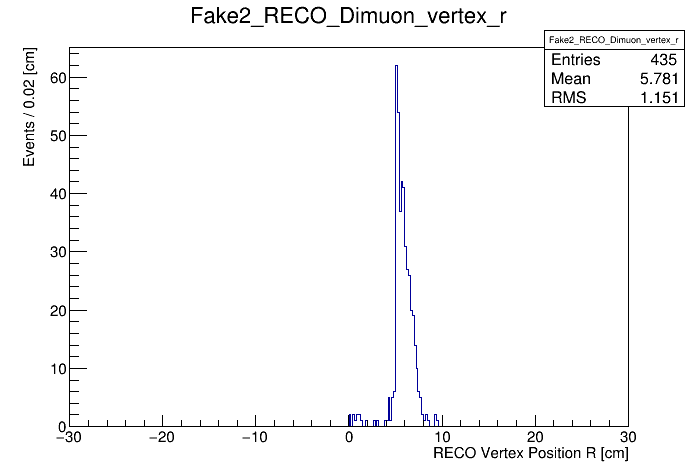 Fake2_RECO_Dimuon_vertex_r
Fake2_RECO_Dimuon_vertex_r
Entries 435
Mean 5.781
RMS 1.151
Events / 0.02 [cm]
60
50
40
30
20
10
0
−30 −20 −10 0 10 20 30
RECO Vertex Position R [cm]